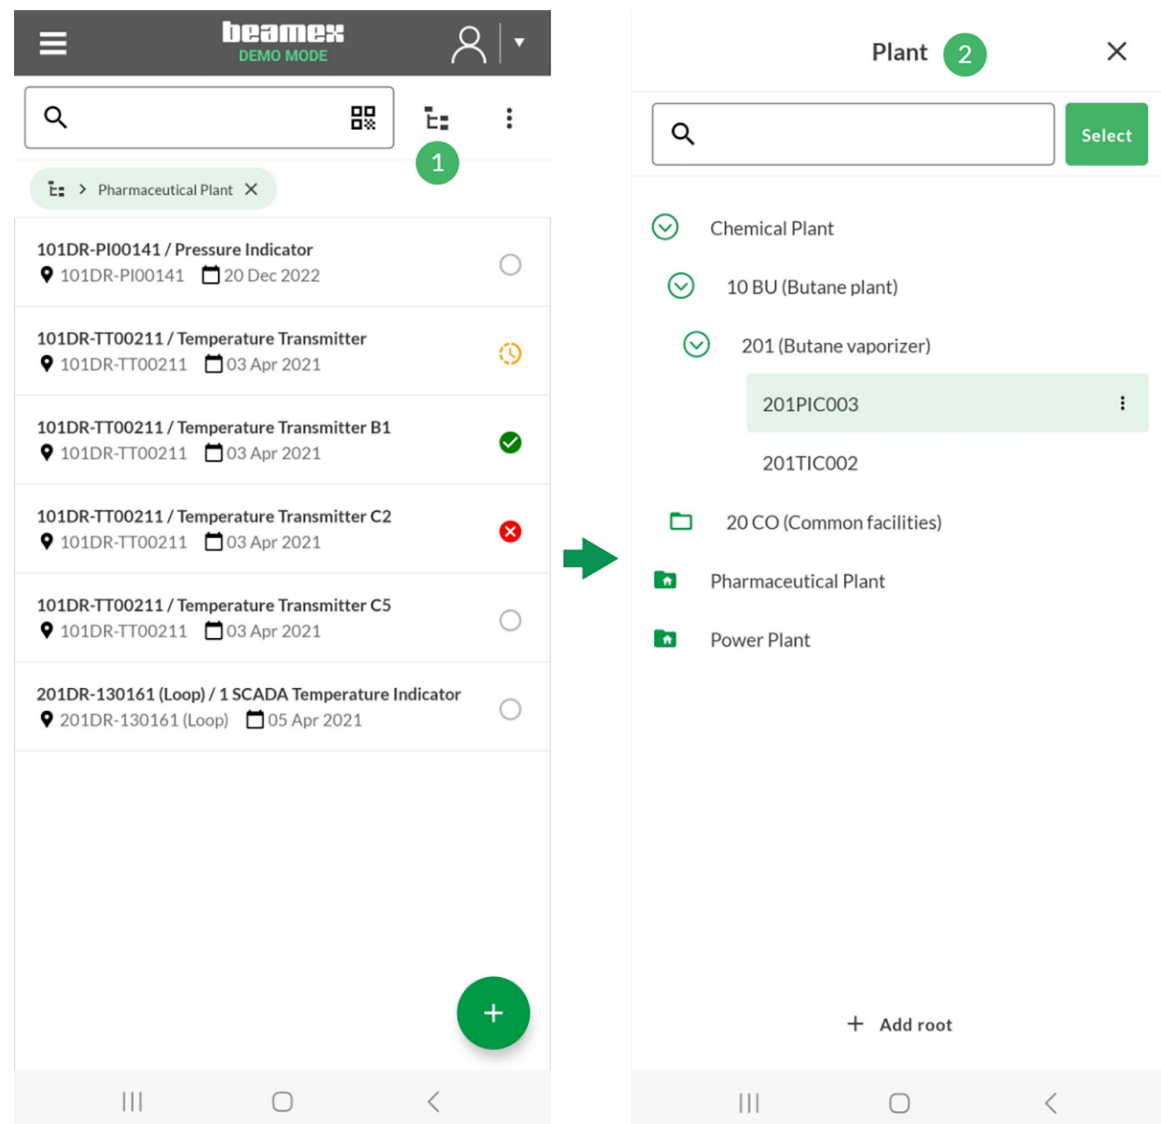 beamex
DEMO MODE
1
Pharmaceutical Plant
101DR-PI00141 / Pressure Indicator
101DR-PI00141 20 Dec 2022
101DR-TT00211 / Temperature Transmitter
101DR-TT00211 03 Apr 2021
101DR-TT00211 / Temperature Transmitter B1
101DR-TT00211 03 Apr 2021
101DR-TT00211 / Temperature Transmitter C2
101DR-TT00211 03 Apr 2021
101DR-TT00211 / Temperature Transmitter C5
101DR-TT00211 03 Apr 2021
201DR-130161 (Loop) / 1 SCADA Temperature Indicator
201DR-130161 (Loop) 05 Apr 2021
Plant 2
Select
Chemical Plant
10 BU (Butane plant)
201 (Butane vaporizer)
201PIC003
201TIC002
20 CO (Common facilities)
Pharmaceutical Plant
Power Plant
+ Add root